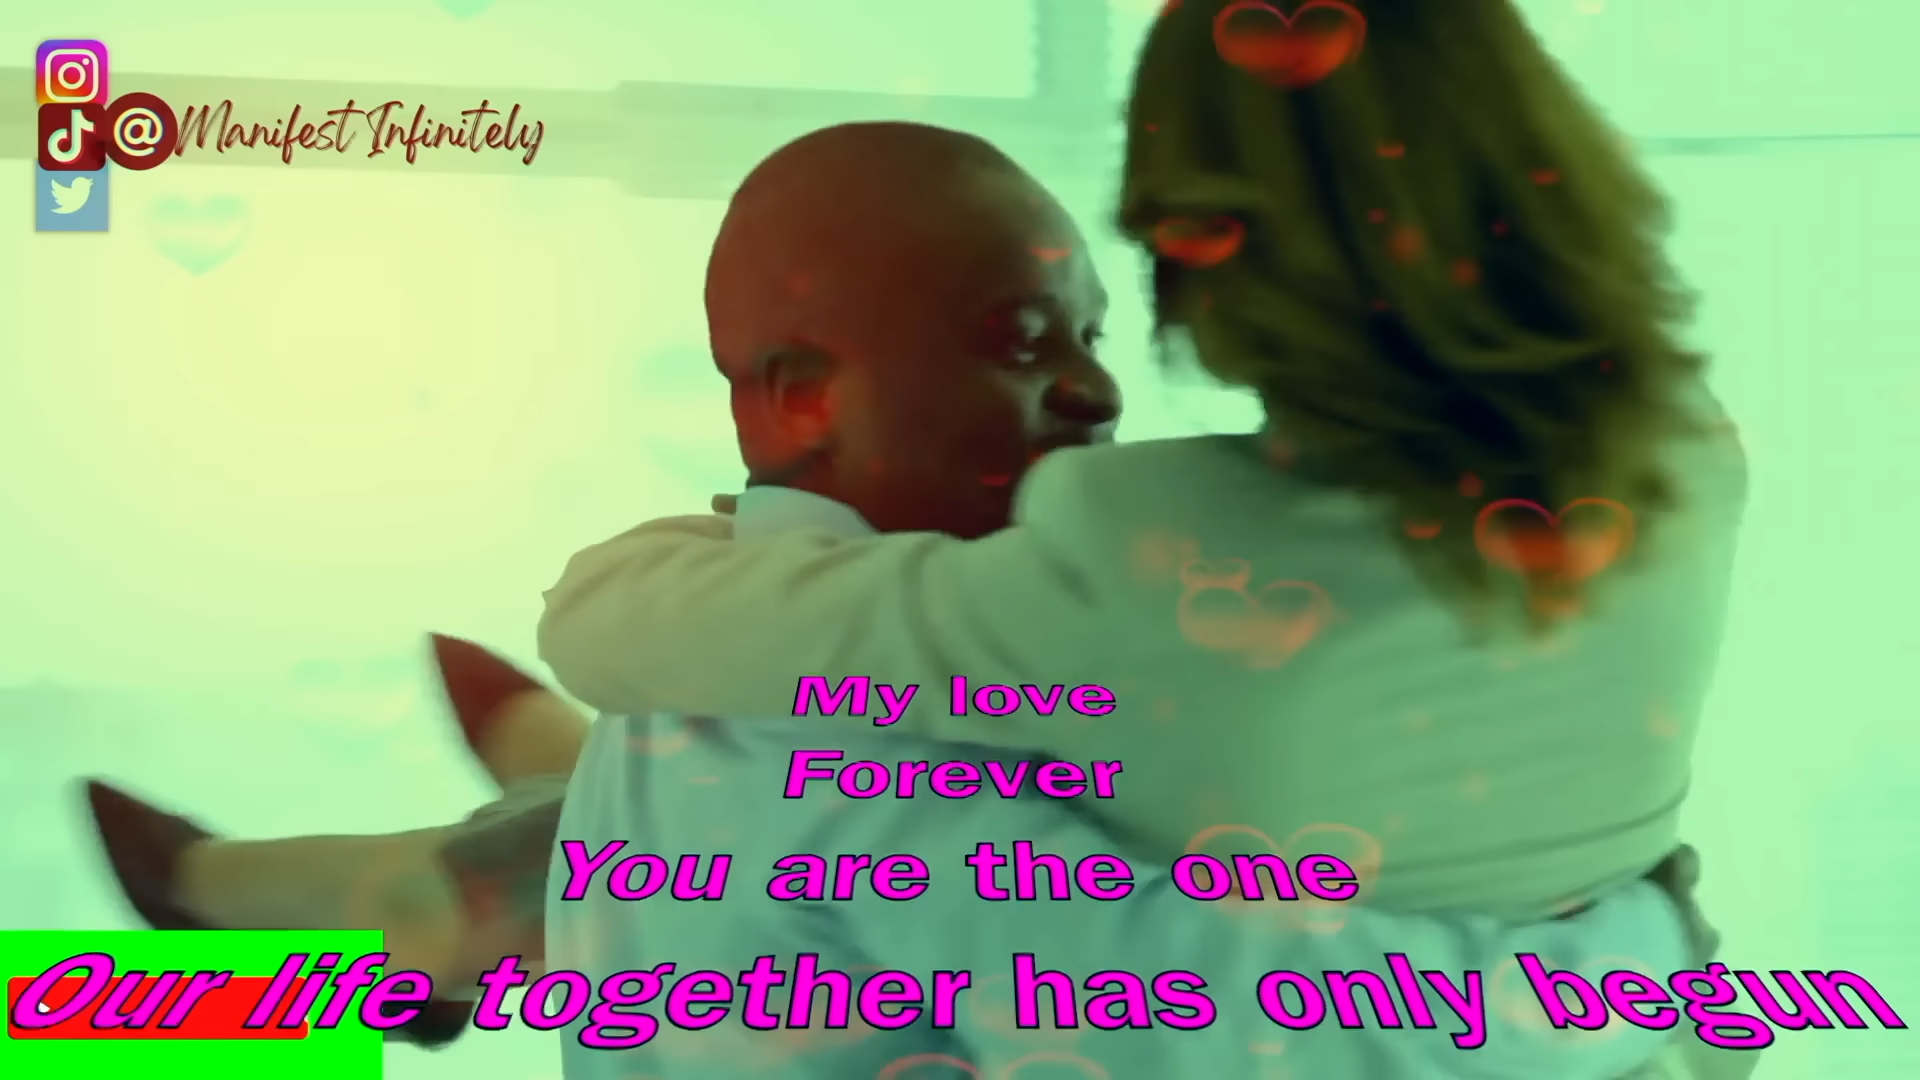 @Manifest Infinitely
My love
Forever
You are the one
Our life together has only begun